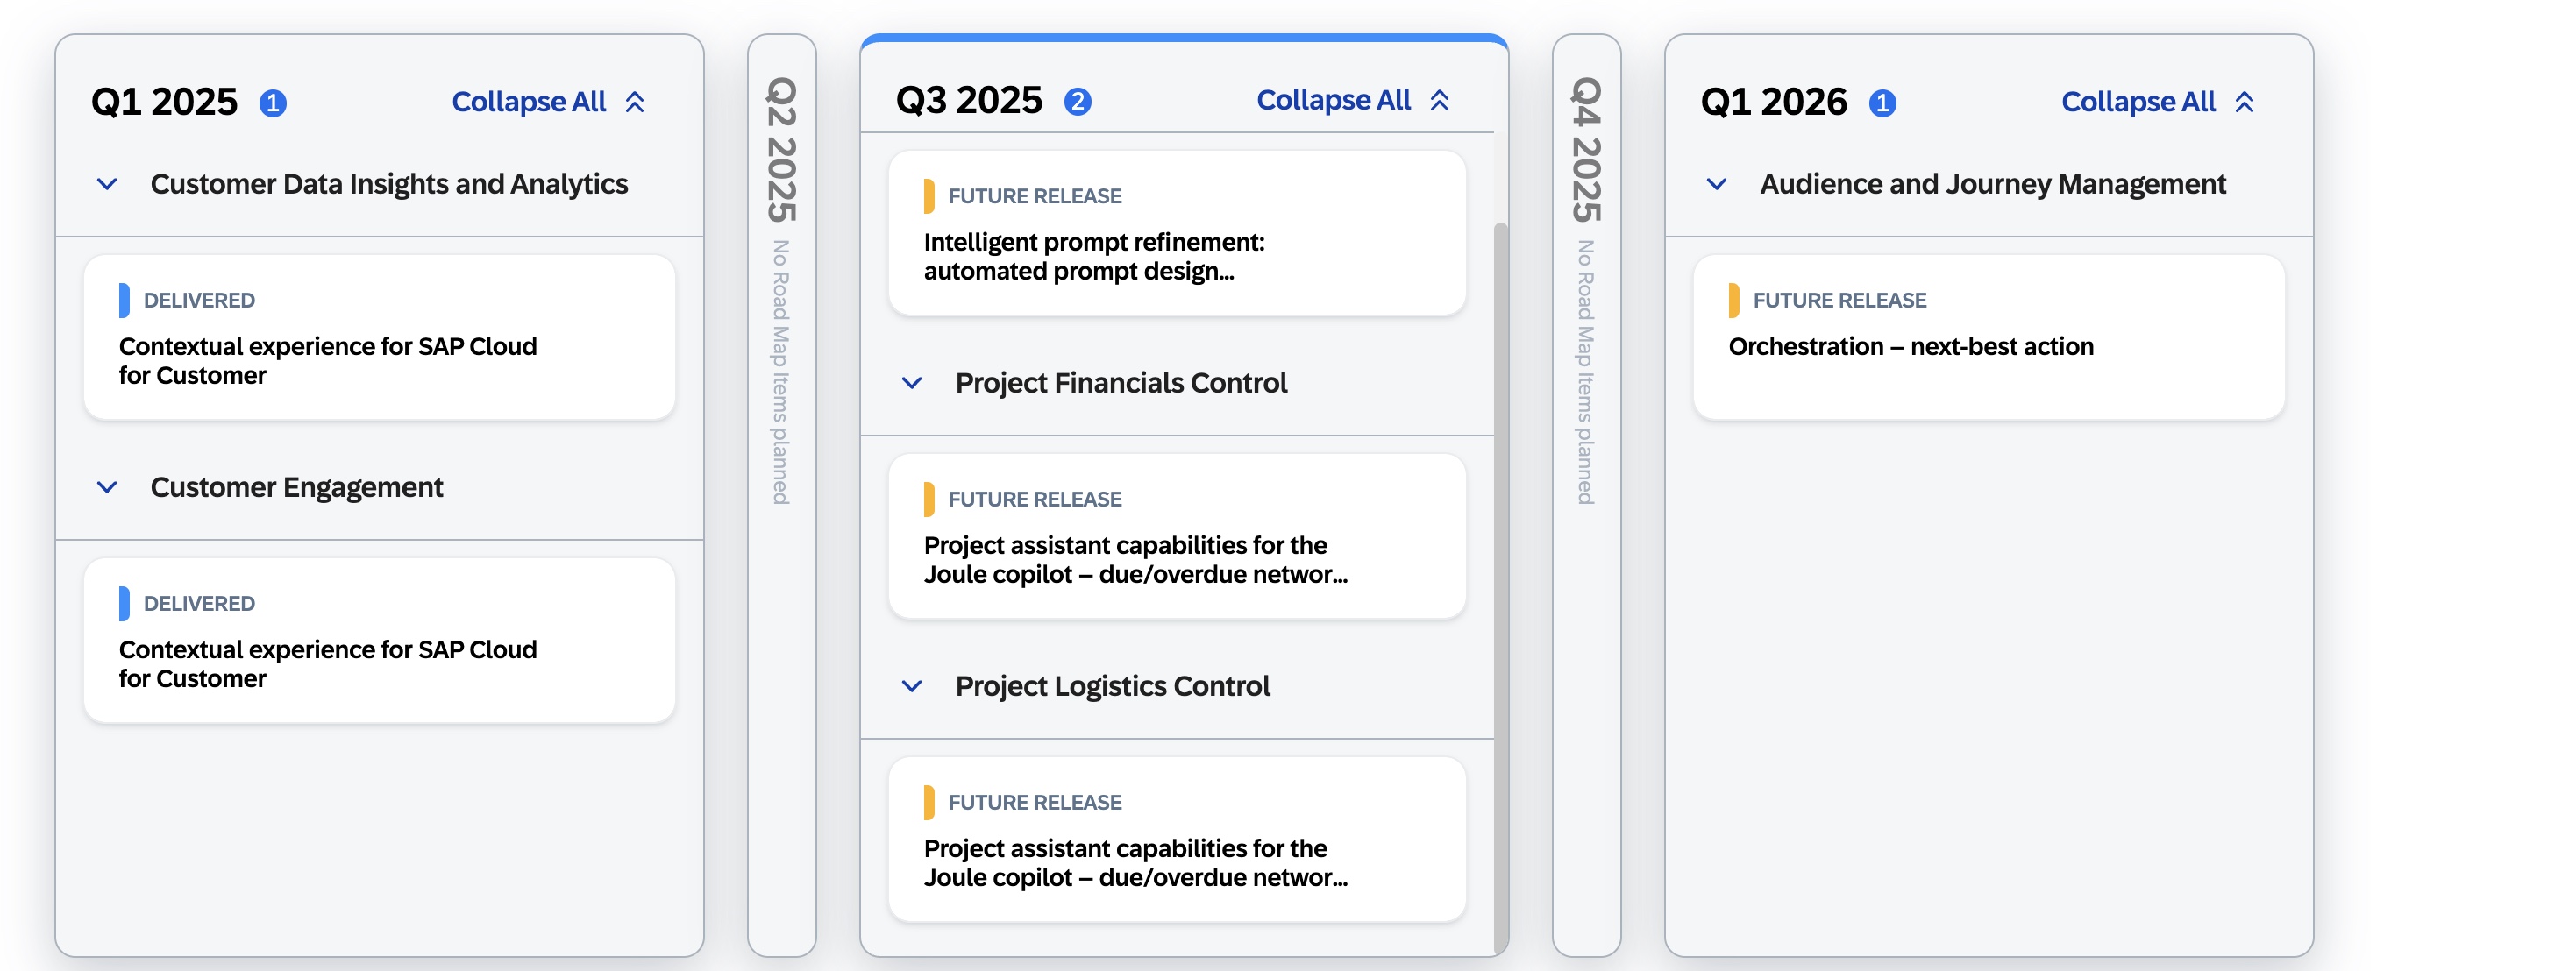 Q1 2025 1 Collapse All
Customer Data Insights and Analytics
DELIVERED
Contextual experience for SAP Cloud
for Customer
Customer Engagement
DELIVERED
Contextual experience for SAP Cloud
for Customer
Q2 2025 No Road Map Items planned
Q3 2025 2 Collapse All
FUTURE RELEASE
Intelligent prompt refinement:
automated prompt design...
Project Financials Control
FUTURE RELEASE
Project assistant capabilities for the
Joule copilot – due/overdue networ...
Project Logistics Control
FUTURE RELEASE
Project assistant capabilities for the
Joule copilot – due/overdue networ...
Q4 2025 No Road Map Items planned
Q1 2026 1 Collapse All
Audience and Journey Management
FUTURE RELEASE
Orchestration – next-best action